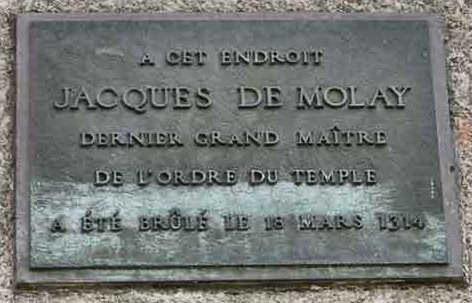 A CET ENDROIT
JACQUES DE MOLAY
DERNIER GRAND MAÎTRE
DE L'ORDRE DU TEMPLE
A ÉTÉ BRÛLÉ LE 18 MARS 1314